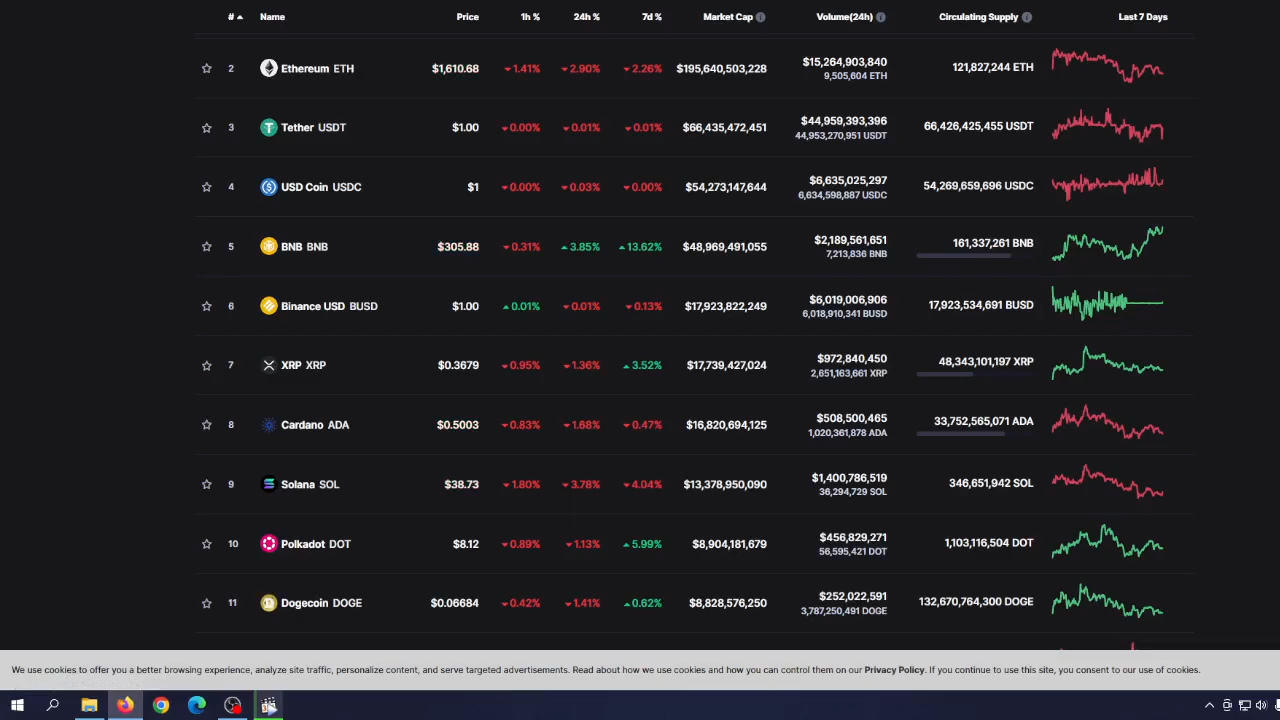 # Name Price 1h % 24h % 7d % Market Cap Volume(24h) Circulating Supply Last 7 Days
2 Ethereum ETH $1,610.68 1.41% 2.90% 2.26% $195,640,503,228 $15,264,903,840 121,827,244 ETH
9,505,604 ETH
3 Tether USDT $1.00 0.00% 0.01% 0.01% $66,435,472,451 $44,959,393,396 66,426,425,455 USDT
44,953,270,951 USDT
4 USD Coin USDC $1 0.00% 0.03% 0.00% $54,273,147,644 $6,635,025,297 54,269,659,696 USDC
6,634,598,887 USDC
5 BNB BNB $305.88 0.31% 3.85% 13.62% $48,969,491,055 $2,189,561,651 161,337,261 BNB
7,213,836 BNB
6 Binance USD BUSD $1.00 0.01% 0.01% 0.13% $17,923,822,249 $6,019,006,906 17,923,534,691 BUSD
6,018,910,341 BUSD
7 XRP XRP $0.3679 0.95% 1.36% 3.52% $17,739,427,024 $972,840,450 48,343,101,197 XRP
2,651,163,661 XRP
8 Cardano ADA $0.5003 0.83% 1.68% 0.47% $16,820,694,125 $508,500,465 33,752,565,071 ADA
1,020,361,878 ADA
9 Solana SOL $38.73 1.80% 3.78% 4.04% $13,378,950,090 $1,400,786,519 346,651,942 SOL
36,294,729 SOL
10 Polkadot DOT $8.12 0.89% 1.13% 5.99% $8,904,181,679 $456,829,271 1,103,116,504 DOT
56,595,421 DOT
11 Dogecoin DOGE $0.06684 0.42% 1.41% 0.62% $8,828,576,250 $252,022,591 132,670,764,300 DOGE
3,787,250,491 DOGE
We use cookies to offer you a better browsing experience, analyze site traffic, personalize content, and serve targeted advertisements. Read about how we use cookies and how you can control them on our Privacy Policy. If you continue to use this site, you consent to our use of cookies.